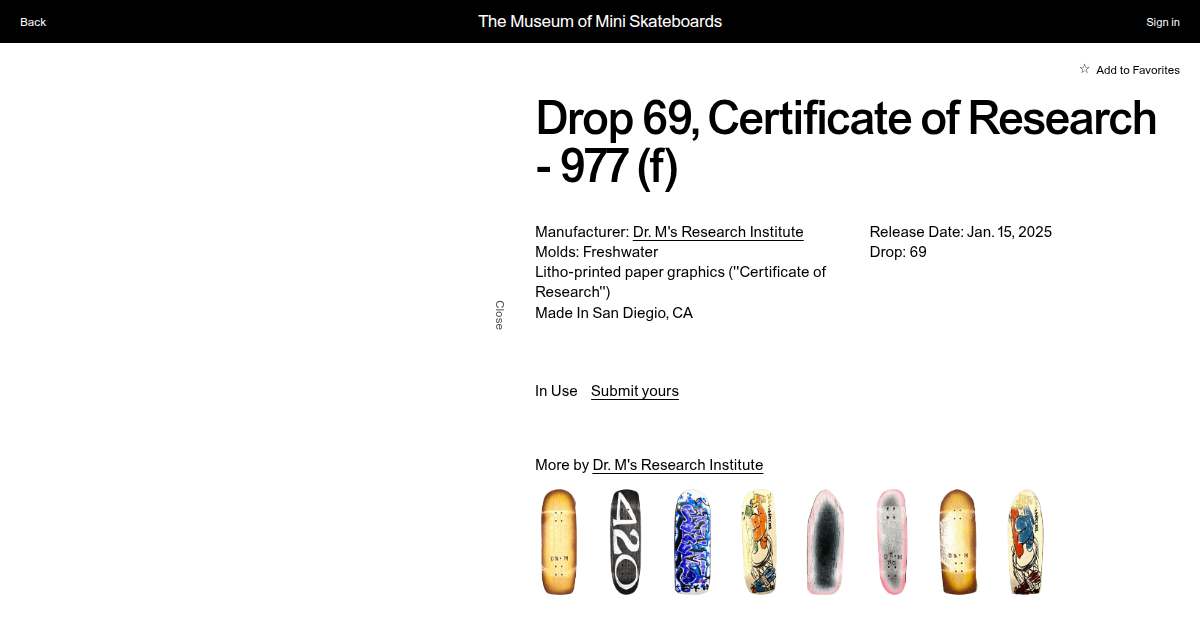 Back
The Museum of Mini Skateboards
Sign in
☆ Add to Favorites
Drop 69, Certificate of Research
- 977 (f)
Manufacturer: Dr. M's Research Institute
Molds: Freshwater
Litho-printed paper graphics ("Certificate of
Research")
Made In San Diegio, CA
Release Date: Jan. 15, 2025
Drop: 69
Close
In Use Submit yours
More by Dr. M's Research Institute
420